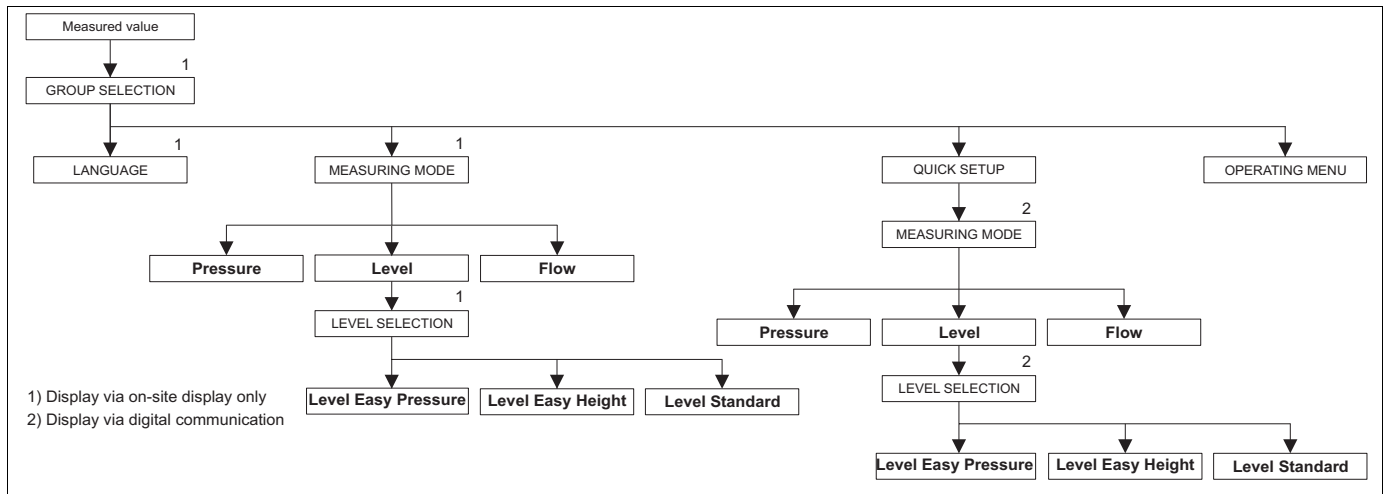 Measured value
1
GROUP SELECTION
1
LANGUAGE
1
MEASURING MODE
QUICK SETUP
OPERATING MENU
2
MEASURING MODE
Pressure
Level
Flow
1
LEVEL SELECTION
Pressure
Level
Flow
2
LEVEL SELECTION
Level Easy Pressure
Level Easy Height
Level Standard
1) Display via on-site display only
2) Display via digital communication
Level Easy Pressure
Level Easy Height
Level Standard